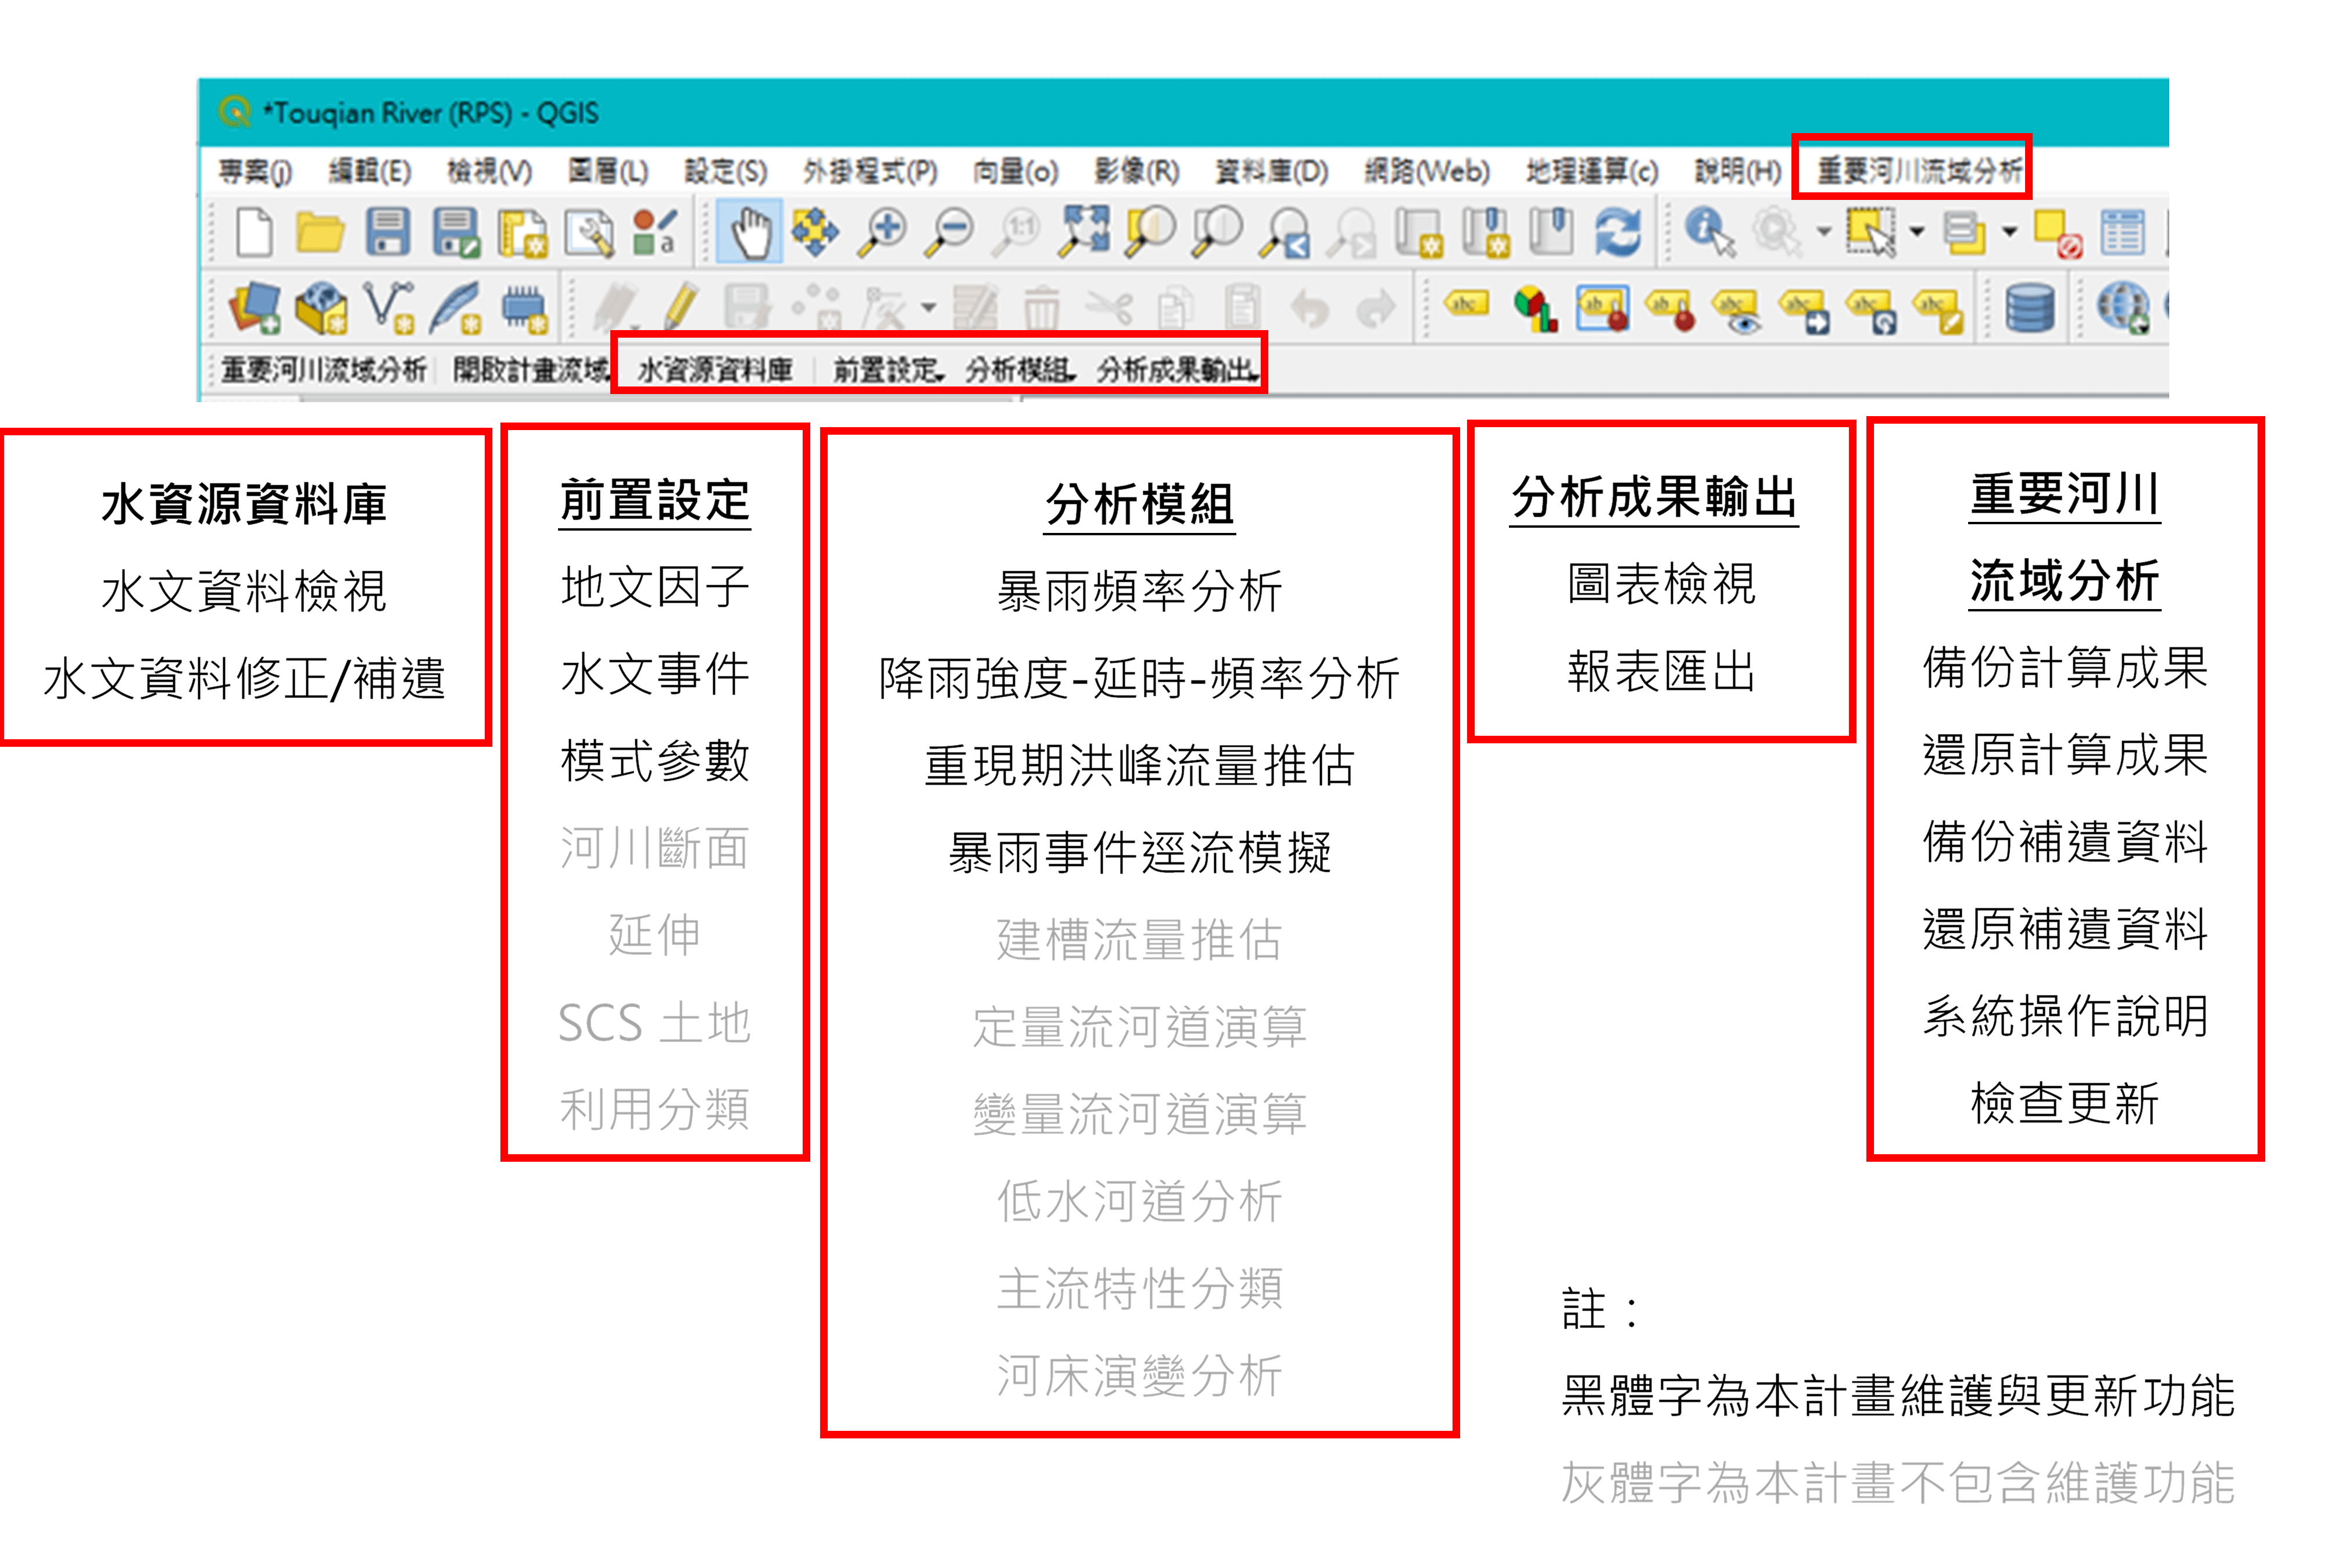 *Touqian River (RPS) - QGIS
專案(j) 編輯(E) 檢視(V) 圖層(L) 設定(S) 外掛程式(P) 向量(o) 影像(R) 資料庫(D) 網路(Web) 地理運算(c) 說明(H) 重要河川流域分析
重要河川流域分析 開啟計畫流域 水資源資料庫 前置設定 分析模組 分析成果輸出
水資源資料庫
水文資料檢視
水文資料修正/補遺
前置設定
地文因子
水文事件
模式參數
河川斷面
延伸
SCS 土地
利用分類
分析模組
暴雨頻率分析
降雨強度-延時-頻率分析
重現期洪峰流量推估
暴雨事件逕流模擬
建槽流量推估
定量流河道演算
變量流河道演算
低水河道分析
主流特性分類
河床演變分析
分析成果輸出
圖表檢視
報表匯出
重要河川
流域分析
備份計算成果
還原計算成果
備份補遺資料
還原補遺資料
系統操作說明
檢查更新
註：
黑體字為本計畫維護與更新功能
灰體字為本計畫不包含維護功能